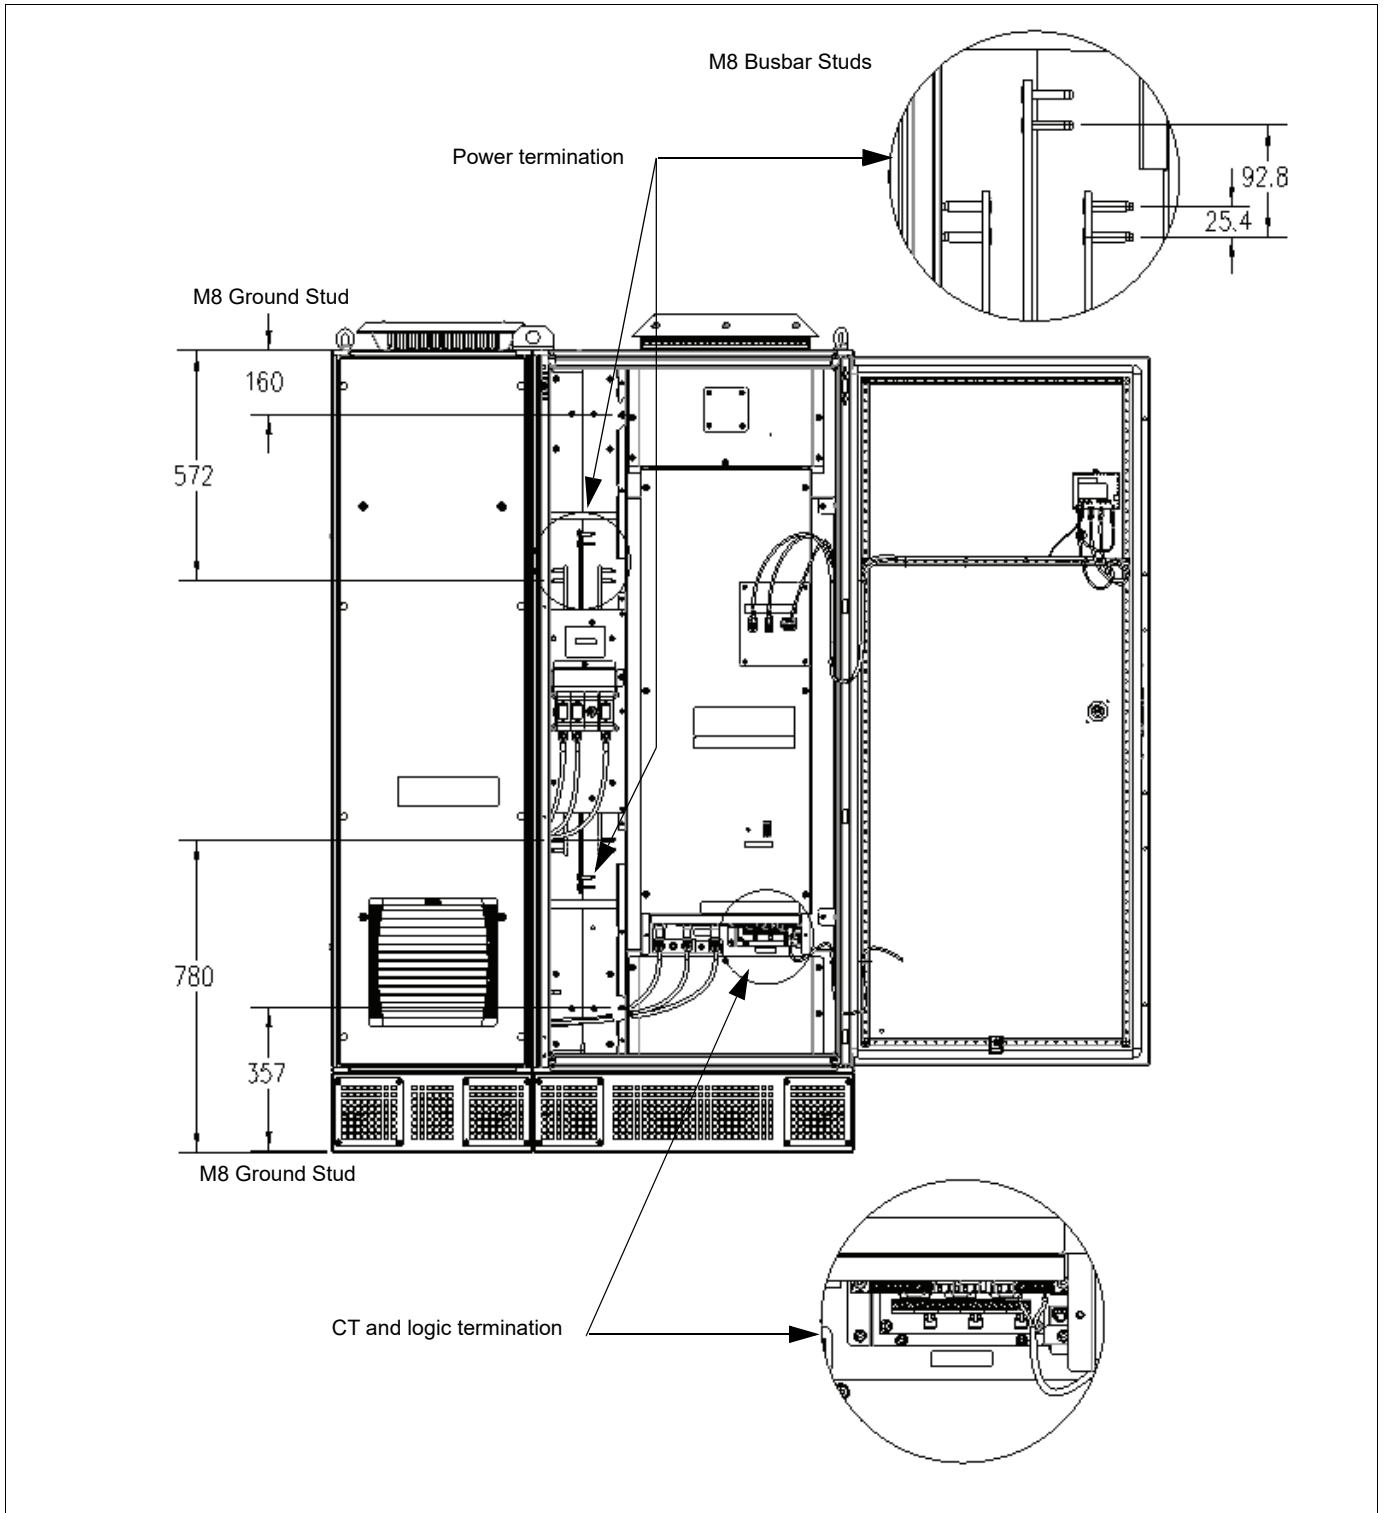 M8 Busbar Studs
Power termination
92.8
25.4
M8 Ground Stud
160
572
780
357
M8 Ground Stud
CT and logic termination